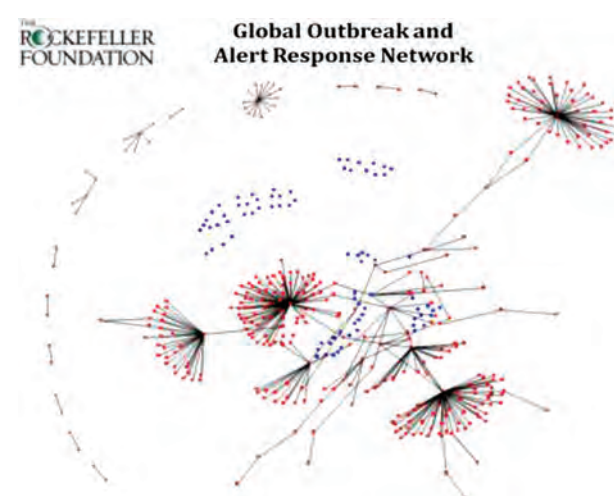 THE
ROCKEFELLER
FOUNDATION
Global Outbreak and
Alert Response Network